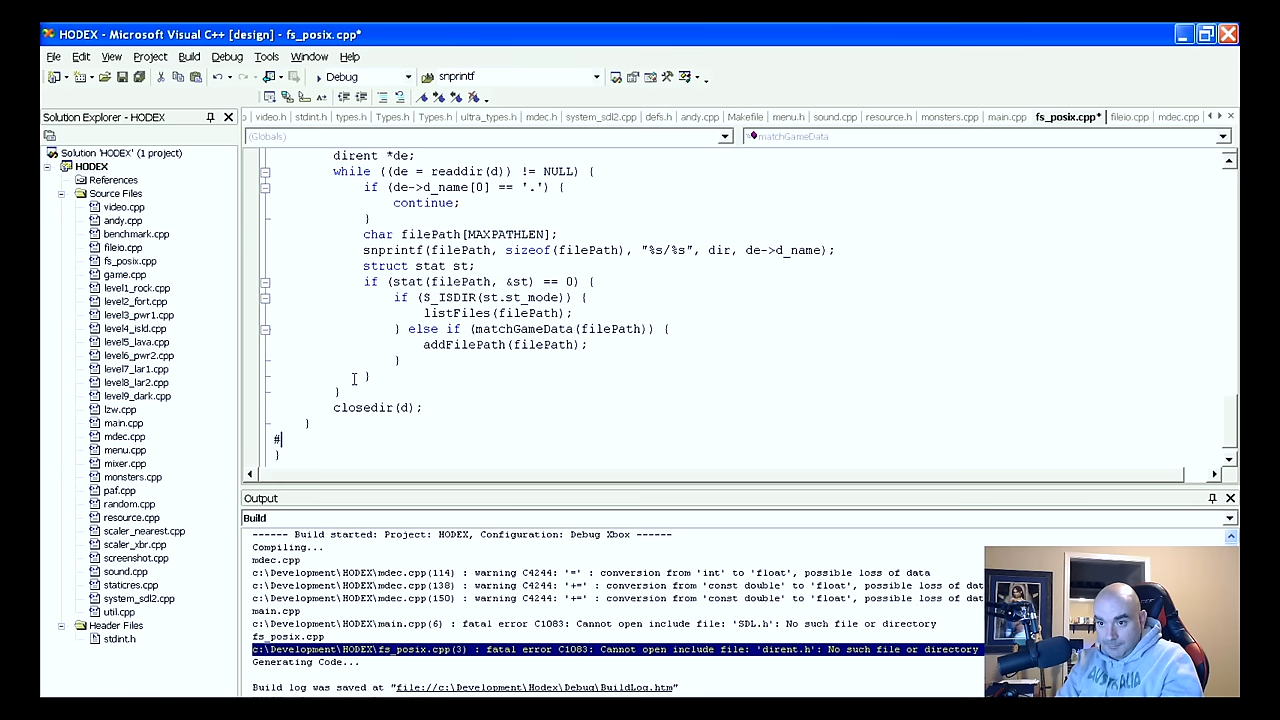 HODEX - Microsoft Visual C++ [design] - fs_posix.cpp*
File Edit View Project Build Debug Tools Window Help
Debug snprintf
Solution Explorer - HODEX
video.h stdint.h types.h Types.h Types.h ultra_types.h mdec.h system_sdl2.cpp defs.h andy.cpp Makefile menu.h sound.cpp resource.h monsters.cpp main.cpp fs_posix.cpp* fileio.cpp mdec.cpp
(Globals) matchGameData
Solution 'HODEX' (1 project)
HODEX
References
Source Files
video.cpp
andy.cpp
benchmark.cpp
fileio.cpp
fs_posix.cpp
game.cpp
level1_rock.cpp
level2_fort.cpp
level3_pwr1.cpp
level4_isld.cpp
level5_lava.cpp
level6_pwr2.cpp
level7_lar1.cpp
level8_lar2.cpp
level9_dark.cpp
lzw.cpp
main.cpp
mdec.cpp
menu.cpp
mixer.cpp
monsters.cpp
paf.cpp
random.cpp
resource.cpp
scaler_nearest.cpp
scaler_xbr.cpp
screenshot.cpp
sound.cpp
staticres.cpp
system_sdl2.cpp
util.cpp
Header Files
stdint.h
dirent *de;
while ((de = readdir(d)) != NULL) {
if (de->d_name[0] == '.') {
continue;
}
char filePath[MAXPATHLEN];
snprintf(filePath, sizeof(filePath), "%s/%s", dir, de->d_name);
struct stat st;
if (stat(filePath, &st) == 0) {
if (S_ISDIR(st.st_mode)) {
listFiles(filePath);
} else if (matchGameData(filePath)) {
addFilePath(filePath);
}
}
}
closedir(d);
}
#
}
Output
Build
------ Build started: Project: HODEX, Configuration: Debug Xbox ------
Compiling...
mdec.cpp
c:\Development\HODEX\mdec.cpp(114) : warning C4244: '=' : conversion from 'int' to 'float', possible loss of data
c:\Development\HODEX\mdec.cpp(138) : warning C4244: '+=' : conversion from 'const double' to 'float', possible loss of dat
c:\Development\HODEX\mdec.cpp(150) : warning C4244: '+=' : conversion from 'const double' to 'float', possible loss of dat
main.cpp
c:\Development\HODEX\main.cpp(6) : fatal error C1083: Cannot open include file: 'SDL.h': No such file or directory
fs_posix.cpp
c:\Development\HODEX\fs_posix.cpp(3) : fatal error C1083: Cannot open include file: 'dirent.h': No such file or directory
Generating Code...
Build log was saved at "file://c:\Development\Hodex\Debug\BuildLog.htm"
AUSTRALIA